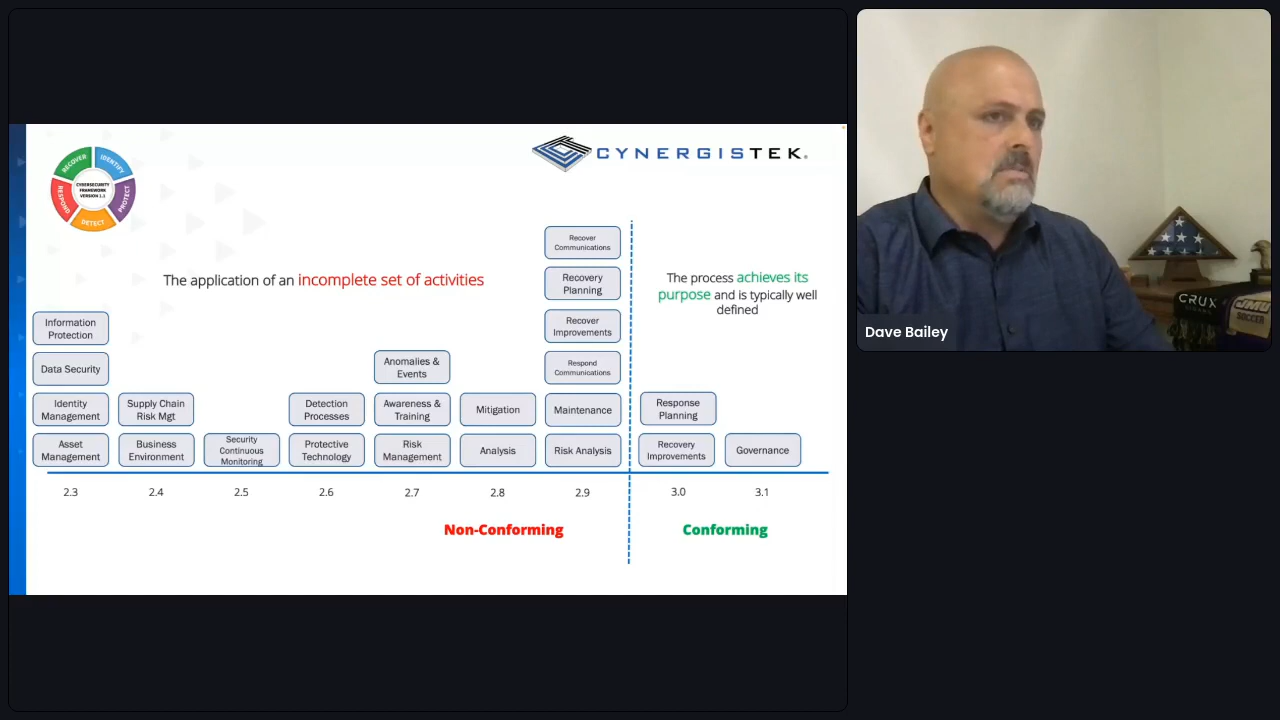 RECOVER
IDENTIFY
PROTECT
DETECT
RESPOND
CYBERSECURITY
FRAMEWORK
VERSION 1.1
CYNERGISTEK
The application of an incomplete set of activities
The process achieves its
purpose and is typically well
defined
Information
Protection
Data Security
Identity
Management
Asset
Management
Supply Chain
Risk Mgt
Business
Environment
Security
Continuous
Monitoring
Detection
Processes
Protective
Technology
Anomalies &
Events
Awareness &
Training
Risk
Management
Mitigation
Analysis
Recover
Communications
Recovery
Planning
Recover
Improvements
Respond
Communications
Maintenance
Risk Analysis
Response
Planning
Recovery
Improvements
Governance
2.3
2.4
2.5
2.6
2.7
2.8
2.9
3.0
3.1
Non-Conforming
Conforming
Dave Bailey
CRUX
JMU
SOCCER